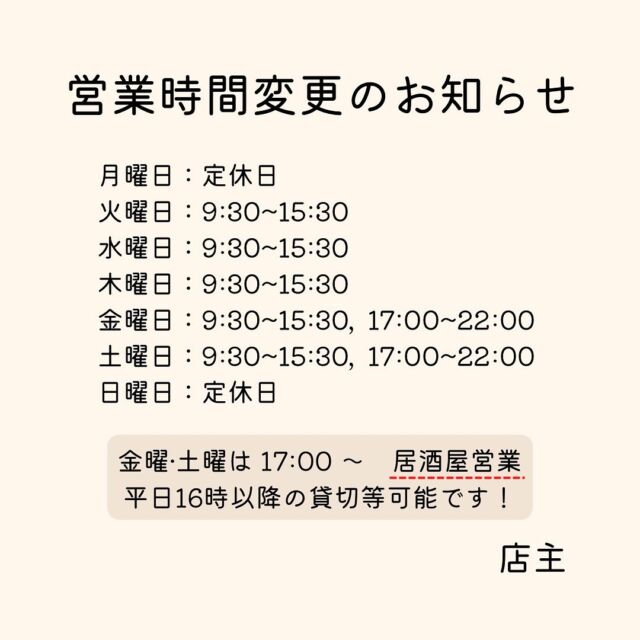 営業時間変更のお知らせ
月曜日：定休日
火曜日：9:30~15:30
水曜日：9:30~15:30
木曜日：9:30~15:30
金曜日：9:30~15:30, 17:00~22:00
土曜日：9:30~15:30, 17:00~22:00
日曜日：定休日
金曜·土曜は 17:00 ～　居酒屋営業
平日16時以降の貸切等可能です！
店主